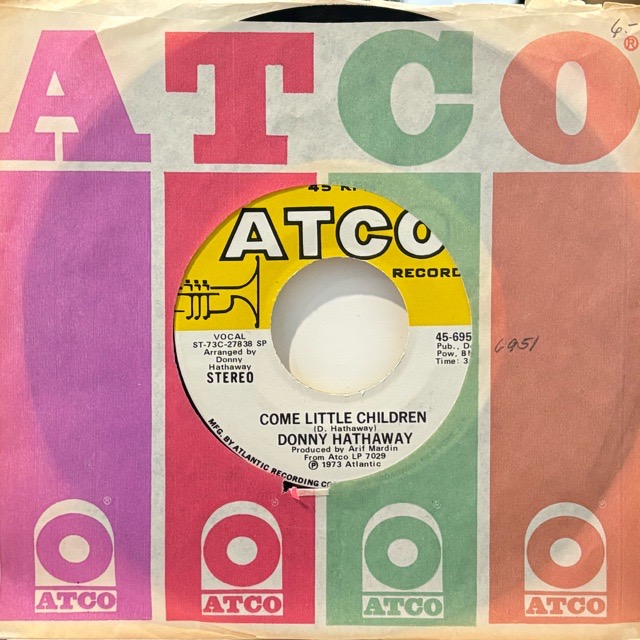 6.-
ATCO®
45 R
ATCO
RECORD
VOCAL
ST-73C-27838 SP
Arranged by
Donny
Hathaway
STEREO
45-695
Pub., D
Pow, BM
Time: 3
6951
COME LITTLE CHILDREN
(D. Hathaway)
DONNY HATHAWAY
Produced by Arif Mardin
From Atco LP 7029
℗ 1973 Atlantic
MFG. BY ATLANTIC RECORDING CO
® ® ® ®
ATCO ATCO ATCO ATCO